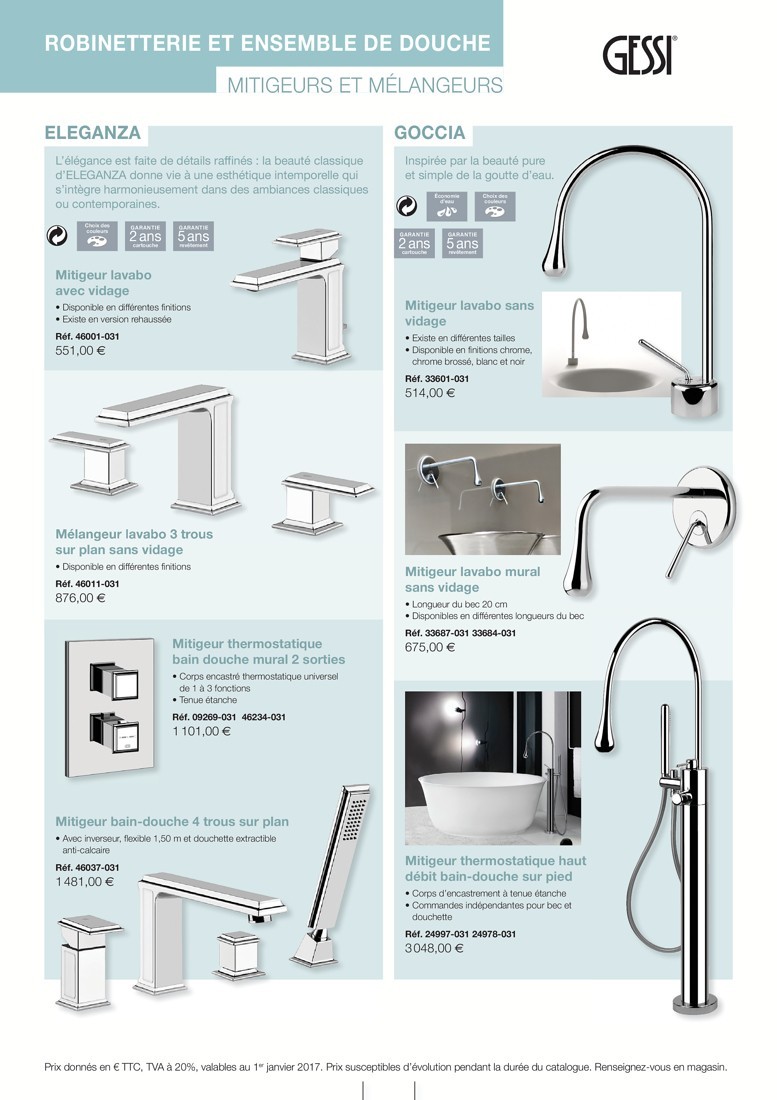 ROBINETTERIE ET ENSEMBLE DE DOUCHE
MITIGEURS ET MÉLANGEURS
GESSI®
ELEGANZA
L'élégance est faite de détails raffinés : la beauté classique
d'ELEGANZA donne vie à une esthétique intemporelle qui
s'intègre harmonieusement dans des ambiances classiques
ou contemporaines.
Choix des
couleurs
GARANTIE
2 ans
cartouche
GARANTIE
5 ans
revêtement
Mitigeur lavabo
avec vidage
• Disponible en différentes finitions
• Existe en version rehaussée
Réf. 46001-031
551,00 €
Mélangeur lavabo 3 trous
sur plan sans vidage
• Disponible en différentes finitions
Réf. 46011-031
876,00 €
Mitigeur thermostatique
bain douche mural 2 sorties
• Corps encastré thermostatique universel
de 1 à 3 fonctions
• Tenue étanche
Réf. 09269-031 46234-031
1 101,00 €
Mitigeur bain-douche 4 trous sur plan
• Avec inverseur, flexible 1,50 m et douchette extractible
anti-calcaire
Réf. 46037-031
1 481,00 €
GOCCIA
Inspirée par la beauté pure
et simple de la goutte d'eau.
Économie
d'eau
Choix des
couleurs
GARANTIE
2 ans
cartouche
GARANTIE
5 ans
revêtement
Mitigeur lavabo sans
vidage
• Existe en différentes tailles
• Disponible en finitions chrome,
chrome brossé, blanc et noir
Réf. 33601-031
514,00 €
Mitigeur lavabo mural
sans vidage
• Longueur du bec 20 cm
• Disponibles en différentes longueurs du bec
Réf. 33687-031 33684-031
675,00 €
Mitigeur thermostatique haut
débit bain-douche sur pied
• Corps d'encastrement à tenue étanche
• Commandes indépendantes pour bec et
douchette
Réf. 24997-031 24978-031
3 048,00 €
Prix donnés en € TTC, TVA à 20%, valables au 1er janvier 2017. Prix susceptibles d'évolution pendant la durée du catalogue. Renseignez-vous en magasin.